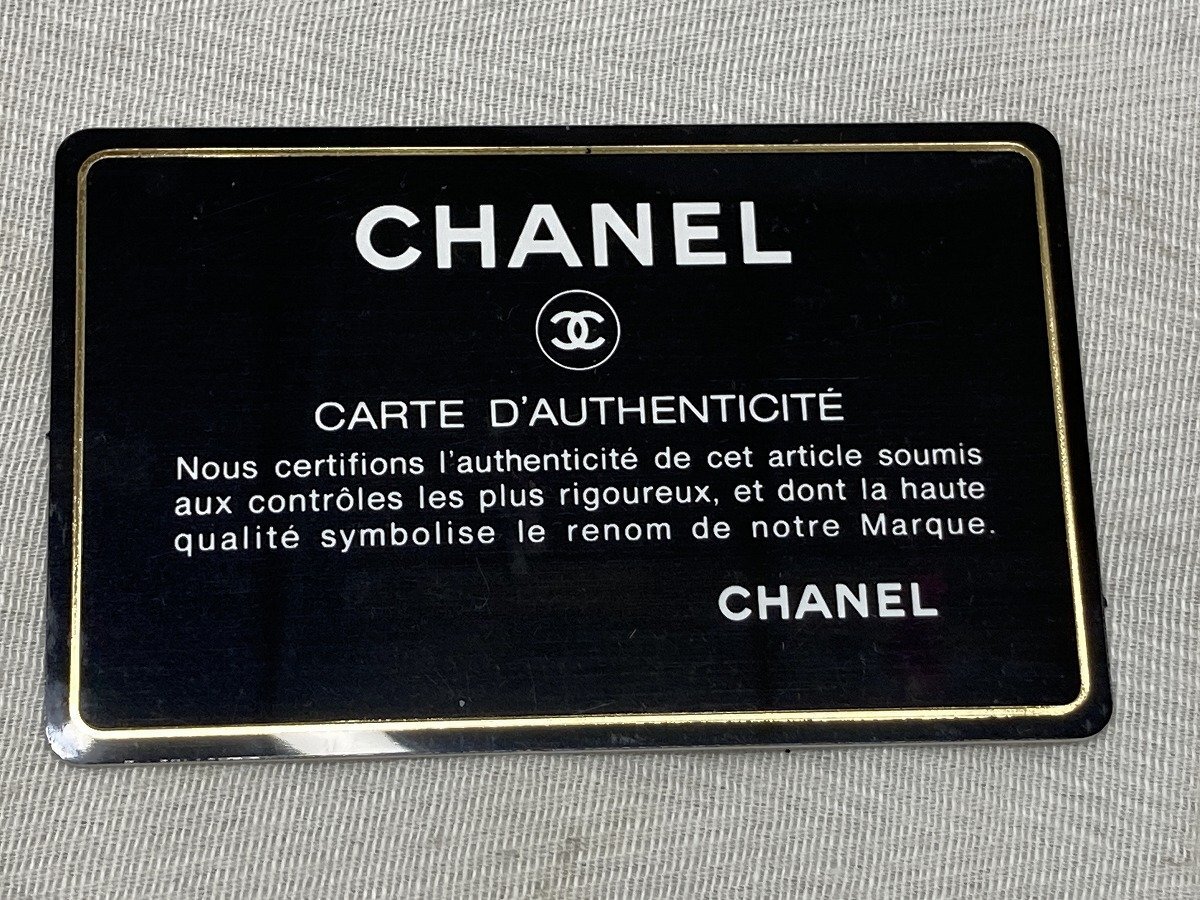 CHANEL
CARTE D'AUTHENTICITÉ
Nous certifions l'authenticité de cet article soumis
aux contrôles les plus rigoureux, et dont la haute
qualité symbolise le renom de notre Marque.
CHANEL